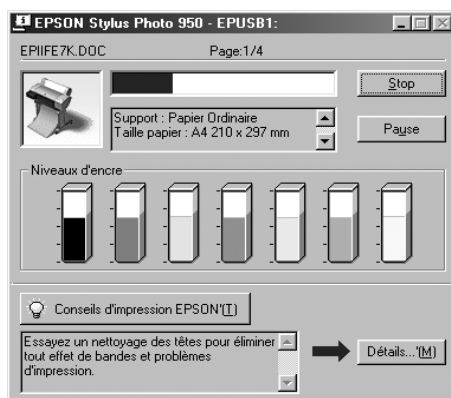 EPSON Stylus Photo 950 - EPUSB1:
EPIIFE7K.DOC Page:1/4
Stop
Support : Papier Ordinaire
Taille papier : A4 210 x 297 mm
Pause
Niveaux d'encre
Conseils d'impression EPSON'(T)
Essayez un nettoyage des têtes pour éliminer
tout effet de bandes et problèmes
d'impression.
Détails...'(M)